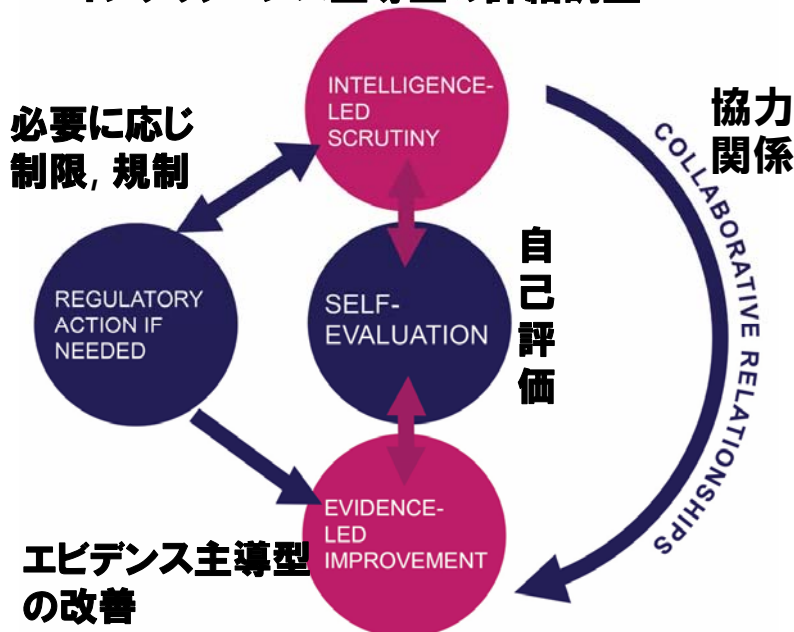 INTELLIGENCE-
LED
SCRUTINY
必要に応じ
制限, 規制
協力
関係
COLLABORATIVE RELATIONSHIPS
REGULATORY
ACTION IF
NEEDED
SELF-
EVALUATION
自己評価
EVIDENCE-
LED
IMPROVEMENT
エビデンス主導型
の改善